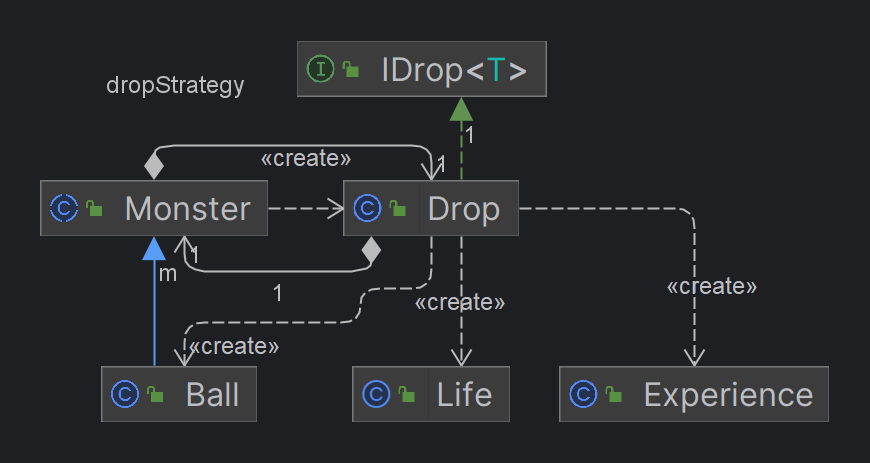 IDrop<T>
dropStrategy
1
«create»
1
Monster
Drop
1
m
1
«create»
«create»
«create»
Ball
Life
Experience